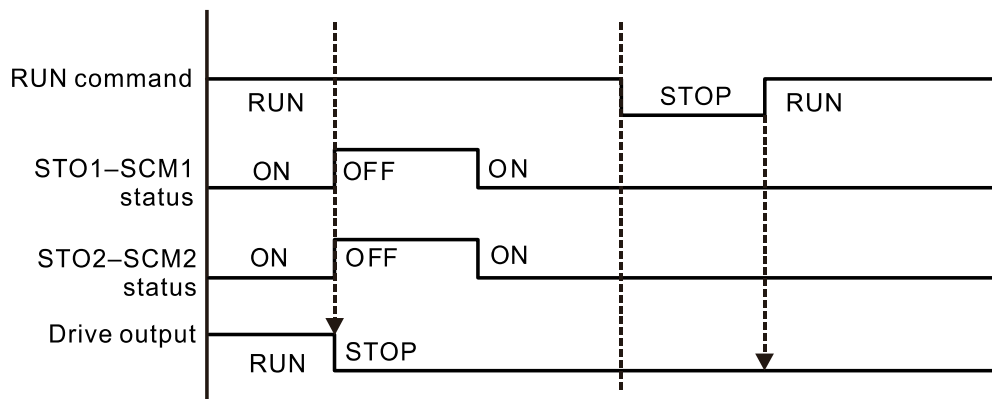 RUN command
RUN
STOP
RUN
STO1–SCM1
status
ON
OFF
ON
STO2–SCM2
status
ON
OFF
ON
Drive output
RUN
STOP